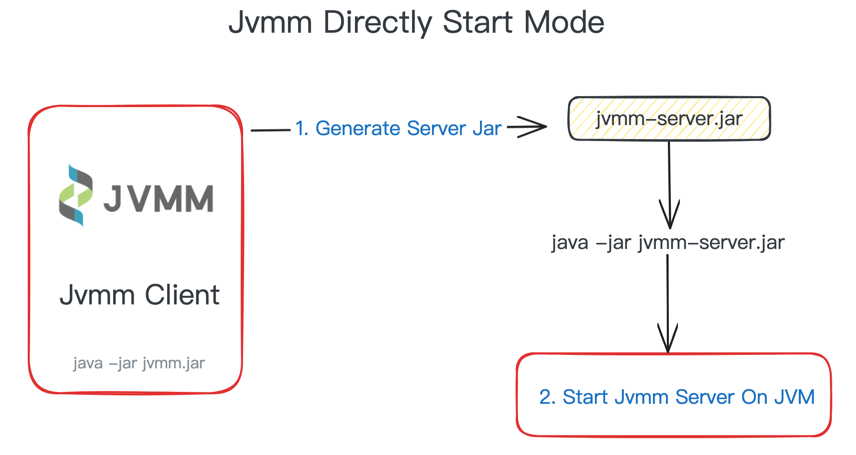 Jvmm Directly Start Mode
1. Generate Server Jar
jvmm-server.jar
JVMM
Jvmm Client
java -jar jvmm.jar
java -jar jvmm-server.jar
2. Start Jvmm Server On JVM